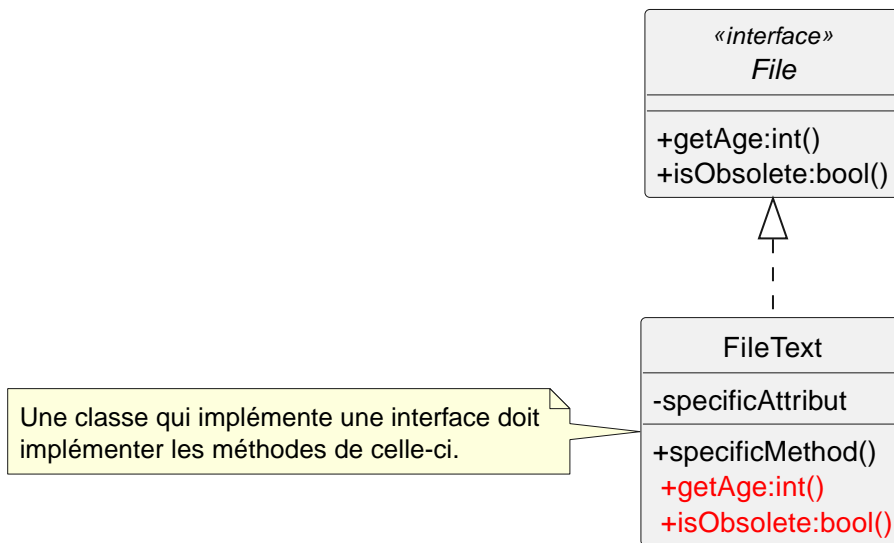 «interface»
File
+getAge:int()
+isObsolete:bool()
FileText
-specificAttribut
+specificMethod()
+getAge:int()
+isObsolete:bool()
Une classe qui implémente une interface doit
implémenter les méthodes de celle-ci.